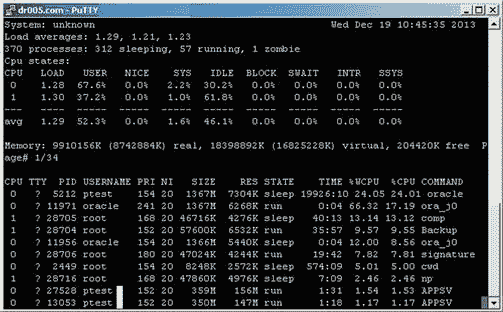 dr005.com - PuTTY
System: unknown Wed Dec 19 10:45:35 2013
Load averages: 1.29, 1.21, 1.23
370 processes: 312 sleeping, 57 running, 1 zombie
Cpu states:
CPU LOAD USER NICE SYS IDLE BLOCK SWAIT INTR SSYS
0 1.28 67.6% 0.0% 2.2% 30.2% 0.0% 0.0% 0.0% 0.0%
1 1.30 37.2% 0.0% 1.0% 61.8% 0.0% 0.0% 0.0% 0.0%
--- ---- ----- ----- ----- ----- ----- ----- ----- -----
avg 1.29 52.3% 0.0% 1.6% 46.1% 0.0% 0.0% 0.0% 0.0%
Memory: 9910156K (8742884K) real, 18398892K (16825228K) virtual, 204420K free P
age# 1/34
CPU TTY PID USERNAME PRI NI SIZE RES STATE TIME %WCPU %CPU COMMAND
0 ? 5212 ptest 154 20 1367M 7304K sleep 19926:10 24.05 24.01 oracle
0 ? 11971 oracle 241 20 1367M 6268K run 0:04 66.32 17.19 ora_j0
1 ? 28705 root 168 20 46716K 4276K sleep 40:13 13.14 13.12 comp
1 ? 28704 root 152 20 57600K 6532K run 35:57 9.57 9.55 Backup
0 ? 11956 oracle 154 20 1366M 5440K sleep 0:04 12.00 8.56 ora_j0
0 ? 28706 root 180 20 47024K 4244K run 19:42 7.82 7.81 signature
0 ? 2449 root 154 20 8248K 2572K sleep 574:09 5.01 5.00 cwd
0 ? 28716 root 168 20 47860K 4976K sleep 7:09 2.46 2.46 np
0 ? 27528 ptest 152 20 359M 156M run 1:31 1.54 1.53 APPSV
0 ? 13053 ptest 152 20 350M 147M run 1:18 1.17 1.17 APPSV